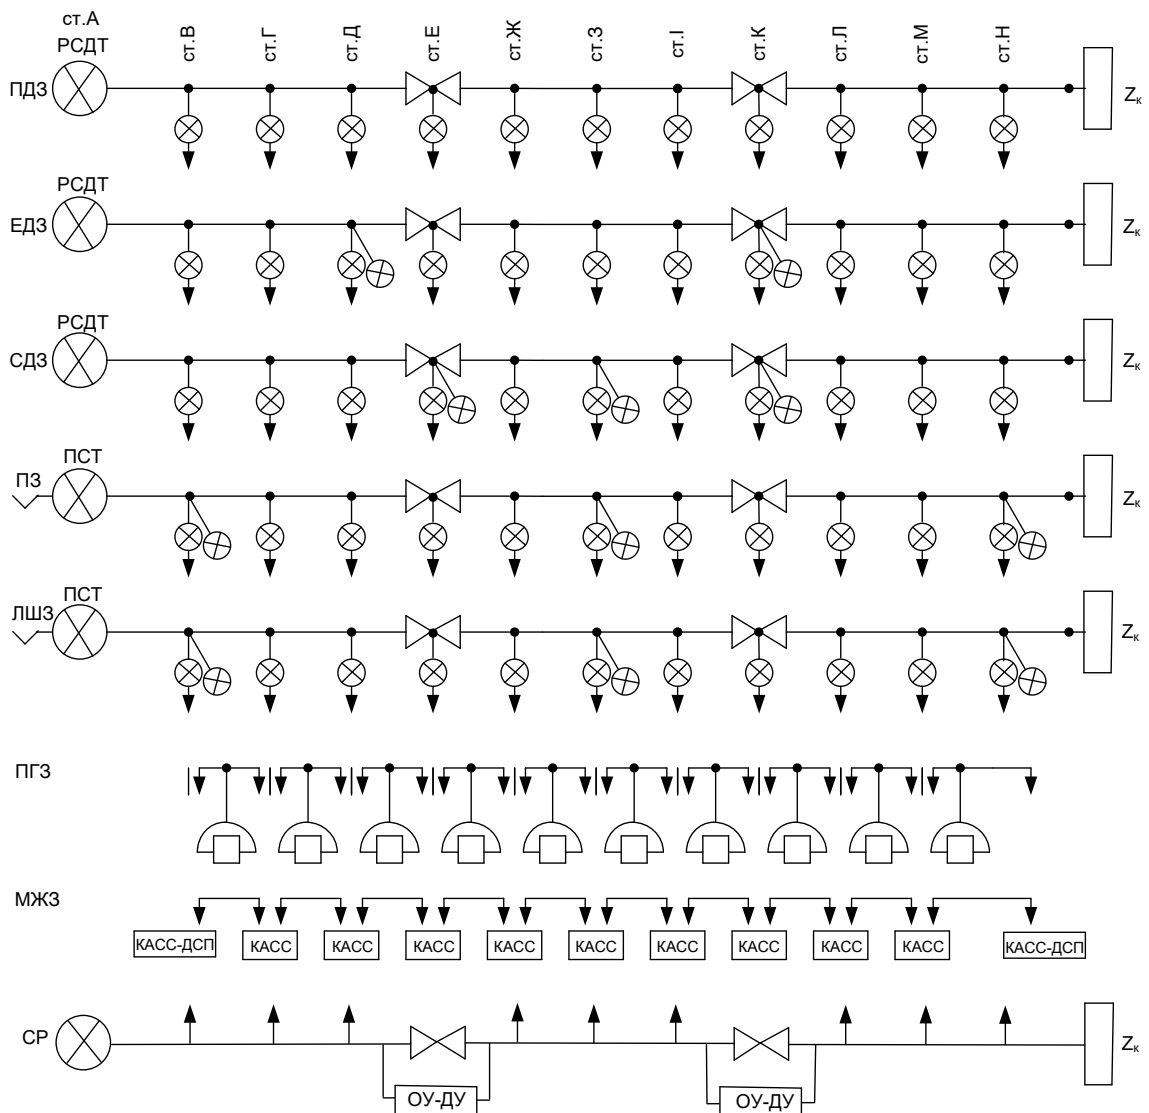 ст.А
РСДТ
ст.В
ст.Г
ст.Д
ст.Е
ст.Ж
ст.З
ст.І
ст.К
ст.Л
ст.М
ст.Н
ПДЗ
Zк
РСДТ
ЕДЗ
Zк
РСДТ
СДЗ
Zк
ПСТ
ПЗ
Zк
ПСТ
ЛШЗ
Zк
ПГЗ
МЖЗ
КАСС-ДСП
КАСС
КАСС
КАСС
КАСС
КАСС
КАСС
КАСС
КАСС
КАСС
КАСС-ДСП
СР
Zк
ОУ-ДУ
ОУ-ДУ